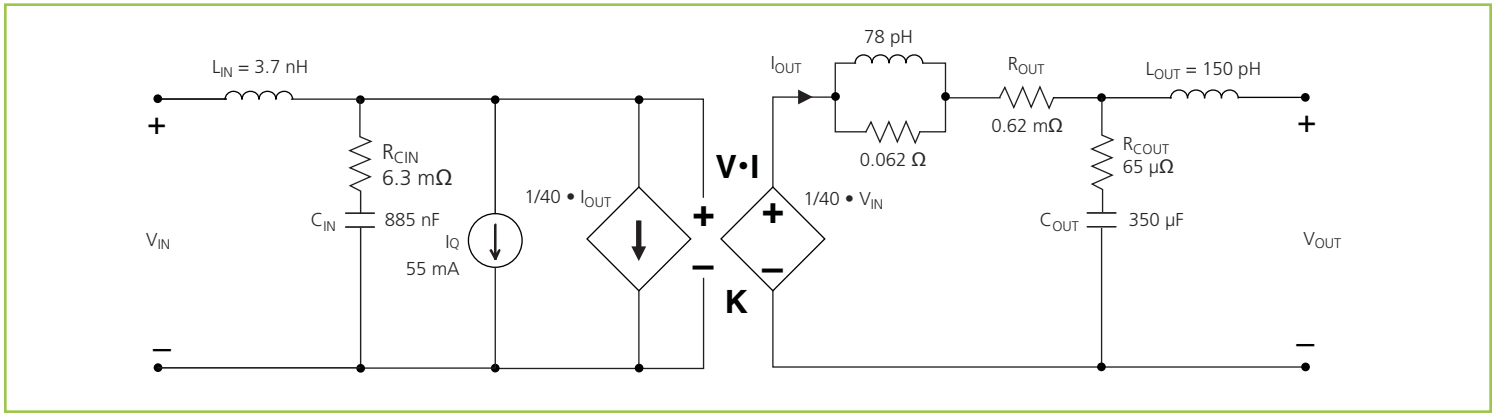 L_IN = 3.7 nH
+
−
V_IN
R_CIN
6.3 mΩ
C_IN 885 nF
I_Q
55 mA
1/40 • I_OUT
+
−
V•I
K
+
−
1/40 • V_IN
I_OUT
78 pH
0.062 Ω
R_OUT
0.62 mΩ
R_COUT
65 µΩ
C_OUT 350 µF
L_OUT = 150 pH
+
−
V_OUT